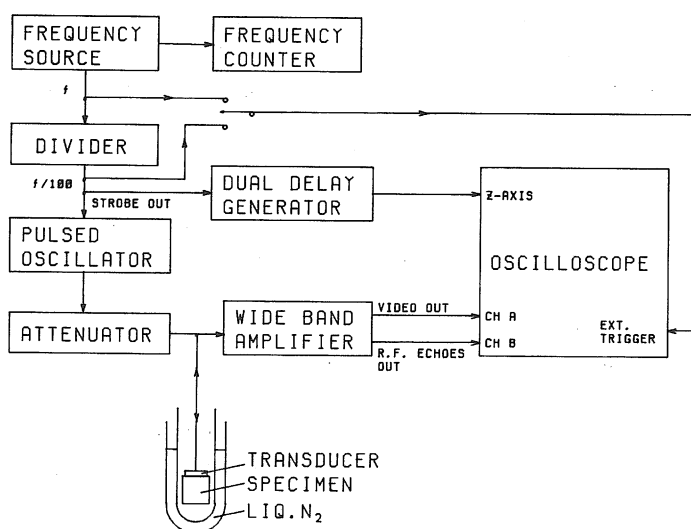 FREQUENCY
SOURCE
FREQUENCY
COUNTER
f
DIVIDER
f/100
STROBE OUT
DUAL DELAY
GENERATOR
Z-AXIS
PULSED
OSCILLATOR
OSCILLOSCOPE
ATTENUATOR
WIDE BAND
AMPLIFIER
VIDEO OUT
CH A
R.F. ECHOES
OUT
CH B
EXT.
TRIGGER
TRANSDUCER
SPECIMEN
LIQ.N₂